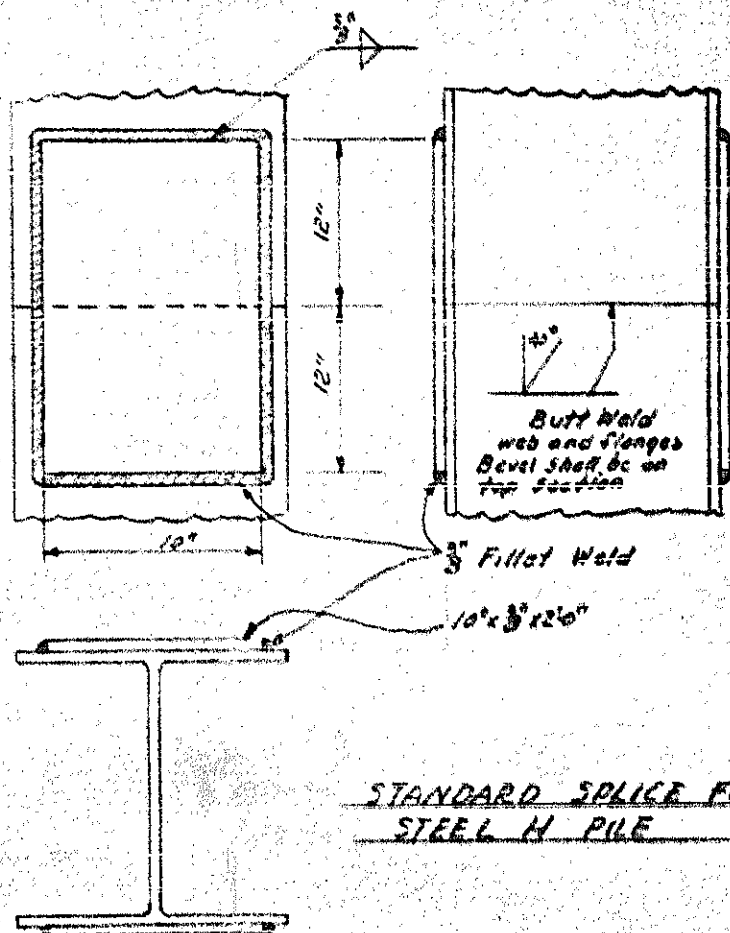 3/8"
12"
12"
10"
Butt Weld
web and flanges
Bevel shall be on
top section
3/8" Fillet Weld
10" x 3/8" x 2'0"
STANDARD SPLICE
STEEL H PILE